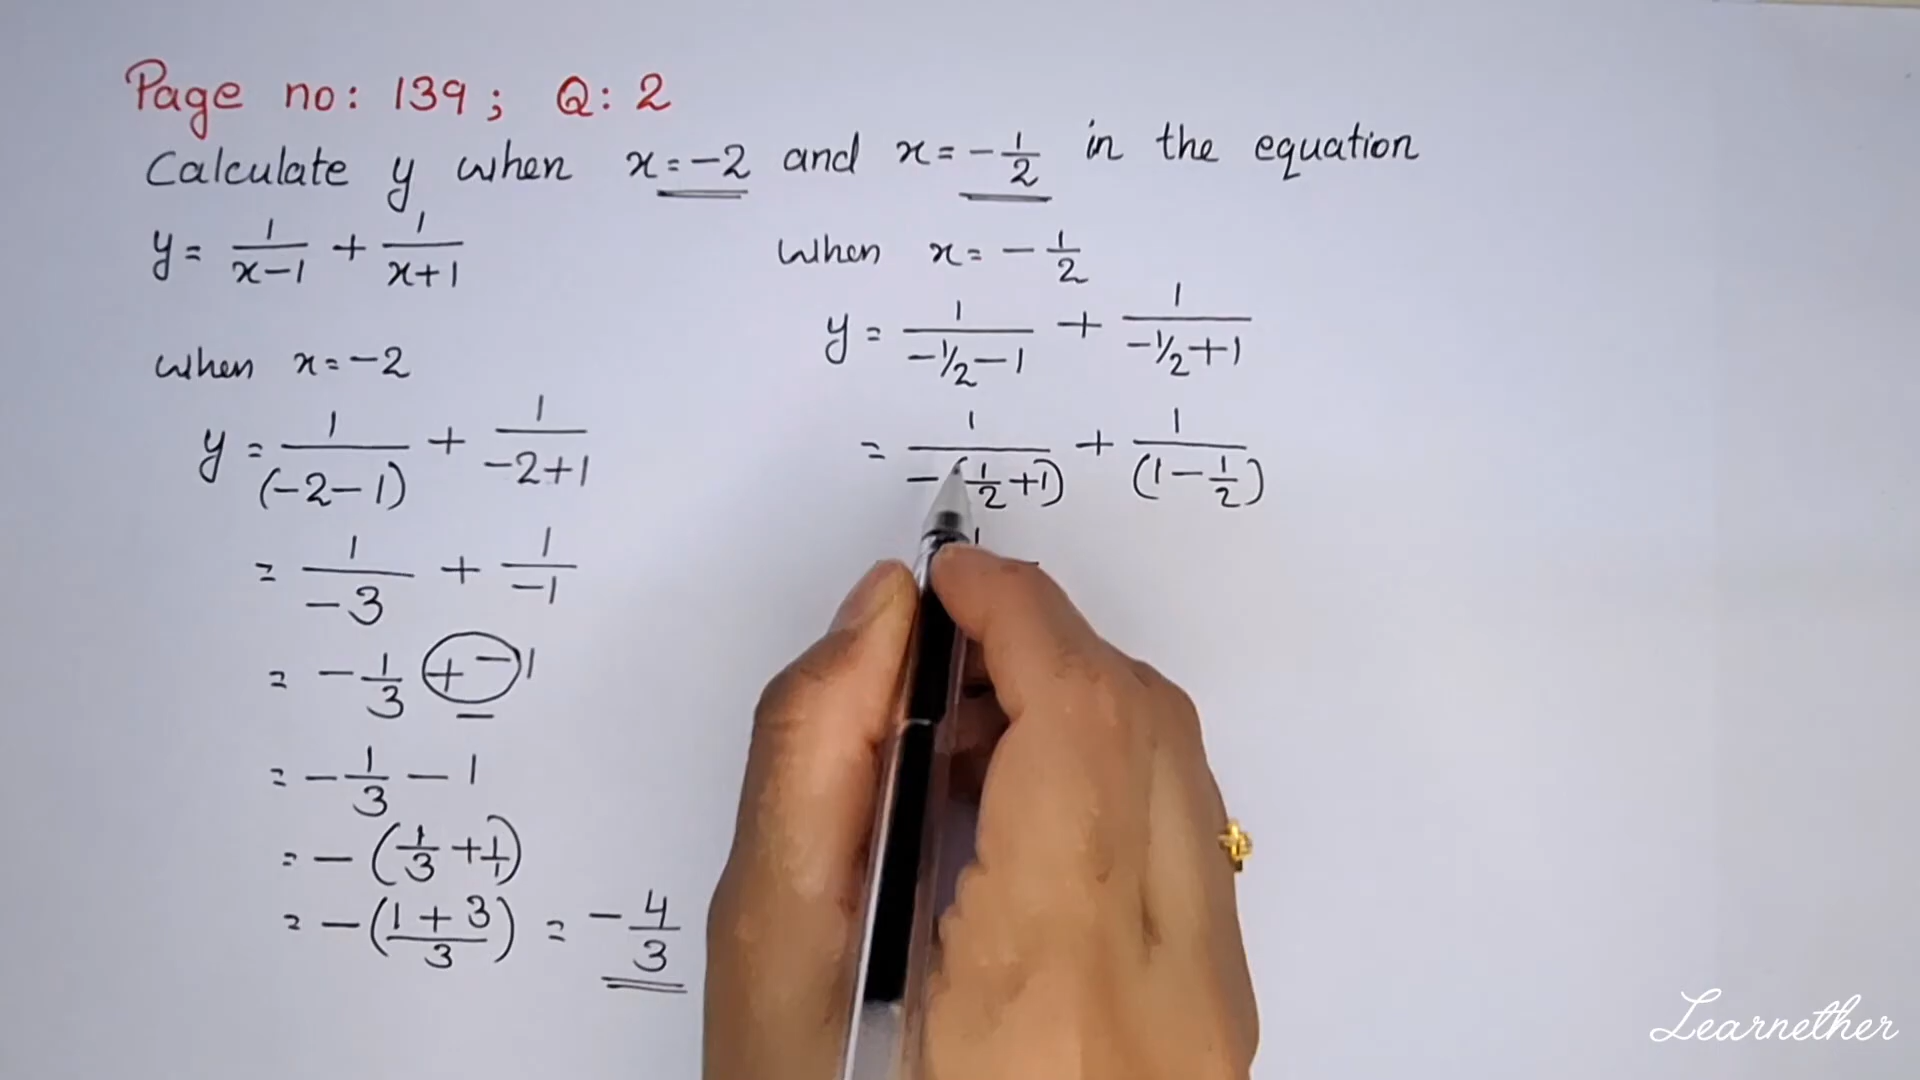 Page no: 139; Q: 2
Calculate y when x=-2 and x=-1/2 in the equation
y = 1/(x-1) + 1/(x+1)
when x=-2
y = 1/(-2-1) + 1/(-2+1)
= 1/-3 + 1/-1
= -1/3 + -1
-
= -1/3 - 1
= -(1/3 + 1/1)
= -((1+3)/3) = -4/3
When x = -1/2
y = 1/(-1/2-1) + 1/(-1/2+1)
= 1/-(1/2+1) + 1/(1-1/2)
1
Learnether